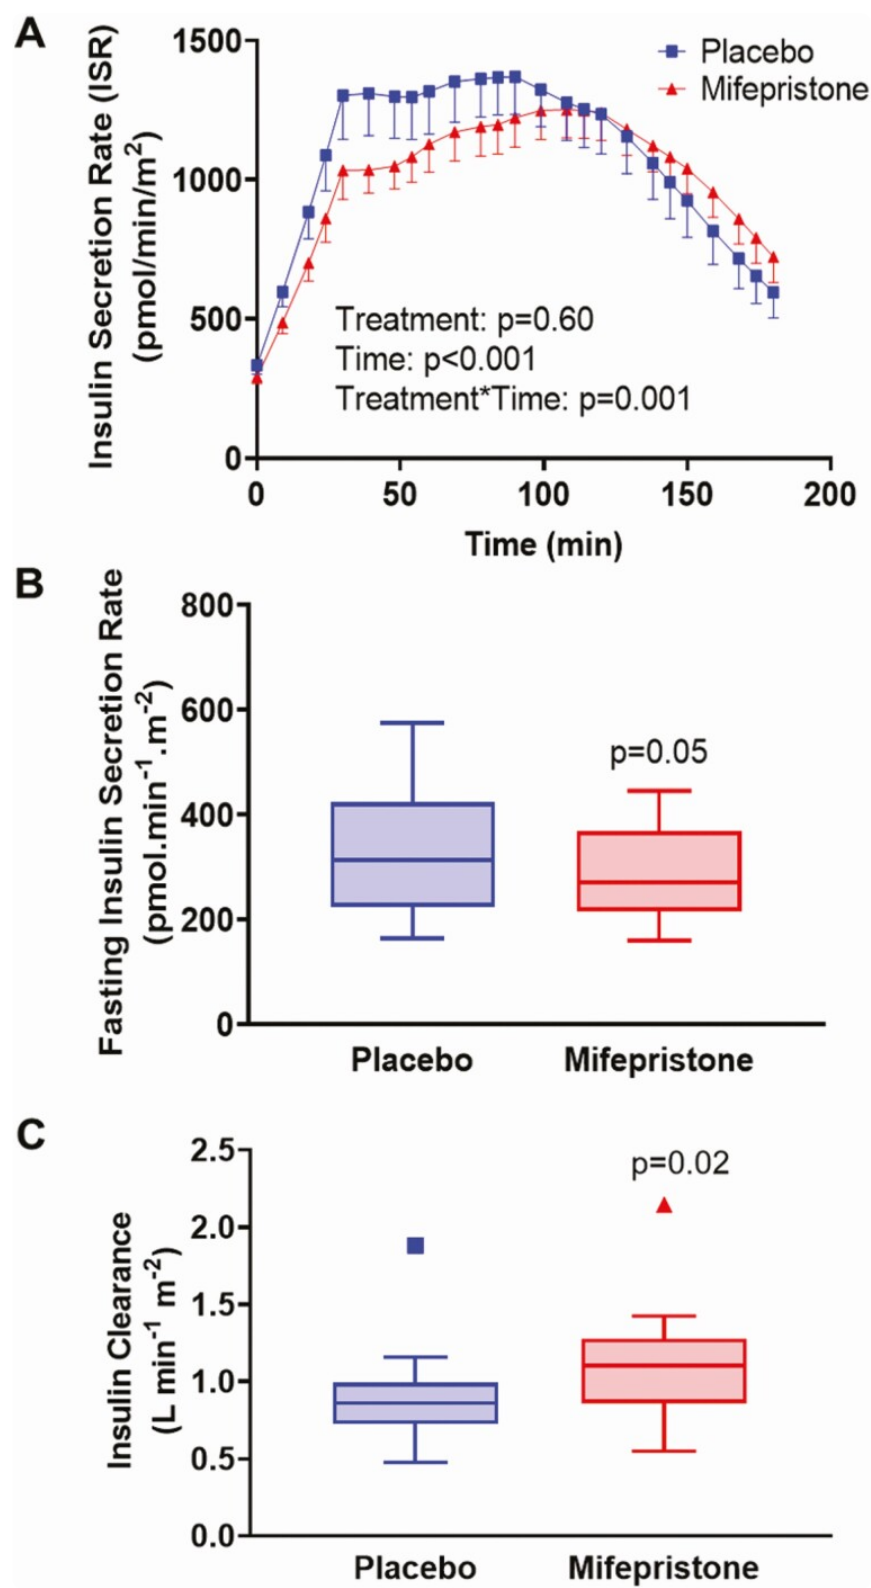 A
Insulin Secretion Rate (ISR)
(pmol/min/m²)
1500
1000
500
0
Placebo
Mifepristone
Treatment: p=0.60
Time: p<0.001
Treatment*Time: p=0.001
0 50 100 150 200
Time (min)
B
Fasting Insulin Secretion Rate
(pmol.min⁻¹.m⁻²)
800
600
400
200
0
p=0.05
Placebo Mifepristone
C
Insulin Clearance
(L min⁻¹ m⁻²)
2.5
2.0
1.5
1.0
0.5
0.0
p=0.02
Placebo Mifepristone